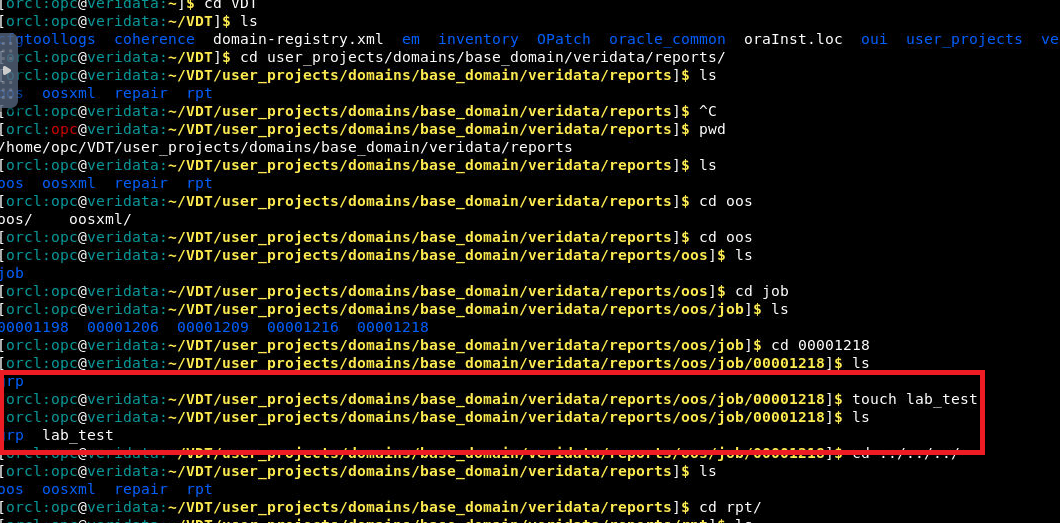 [orcl:opc@veridata:~]$ cd VDT
[orcl:opc@veridata:~/VDT]$ ls
gtoollogs coherence domain-registry.xml em inventory OPatch oracle_common oraInst.loc oui user_projects ve
orcl:opc@veridata:~/VDT]$ cd user_projects/domains/base_domain/veridata/reports/
orcl:opc@veridata:~/VDT/user_projects/domains/base_domain/veridata/reports]$ ls
oosxml repair rpt
[orcl:opc@veridata:~/VDT/user_projects/domains/base_domain/veridata/reports]$ ^C
[orcl:opc@veridata:~/VDT/user_projects/domains/base_domain/veridata/reports]$ pwd
/home/opc/VDT/user_projects/domains/base_domain/veridata/reports
[orcl:opc@veridata:~/VDT/user_projects/domains/base_domain/veridata/reports]$ ls
oos oosxml repair rpt
[orcl:opc@veridata:~/VDT/user_projects/domains/base_domain/veridata/reports]$ cd oos
oos/ oosxml/
[orcl:opc@veridata:~/VDT/user_projects/domains/base_domain/veridata/reports]$ cd oos
[orcl:opc@veridata:~/VDT/user_projects/domains/base_domain/veridata/reports/oos]$ ls
job
[orcl:opc@veridata:~/VDT/user_projects/domains/base_domain/veridata/reports/oos]$ cd job
[orcl:opc@veridata:~/VDT/user_projects/domains/base_domain/veridata/reports/oos/job]$ ls
00001198 00001206 00001209 00001216 00001218
[orcl:opc@veridata:~/VDT/user_projects/domains/base_domain/veridata/reports/oos/job]$ cd 00001218
[orcl:opc@veridata:~/VDT/user_projects/domains/base_domain/veridata/reports/oos/job/00001218]$ ls
grp
orcl:opc@veridata:~/VDT/user_projects/domains/base_domain/veridata/reports/oos/job/00001218]$ touch lab_test
orcl:opc@veridata:~/VDT/user_projects/domains/base_domain/veridata/reports/oos/job/00001218]$ ls
grp lab_test
[orcl:opc@veridata:~/VDT/user_projects/domains/base_domain/veridata/reports/oos/job/00001218]$ cd ../../../
[orcl:opc@veridata:~/VDT/user_projects/domains/base_domain/veridata/reports]$ ls
oos oosxml repair rpt
[orcl:opc@veridata:~/VDT/user_projects/domains/base_domain/veridata/reports]$ cd rpt/
[orcl:opc@veridata:~/VDT/user_projects/domains/base_domain/veridata/reports/rpt]$ ls